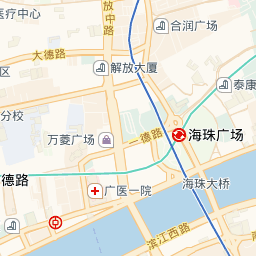 医疗中心
放中路
合润广场
大德路
解放大厦
区
泰康
分校
万菱广场
一德路
海珠广场
德路
广医一院
海珠大桥
滨江西路